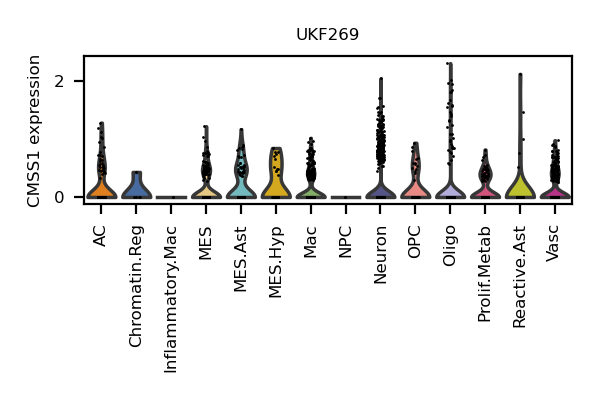 UKF269
CMSS1 expression
2
0
AC
Chromatin.Reg
Inflammatory.Mac
MES
MES.Ast
MES.Hyp
Mac
NPC
Neuron
OPC
Oligo
Prolif.Metab
Reactive.Ast
Vasc